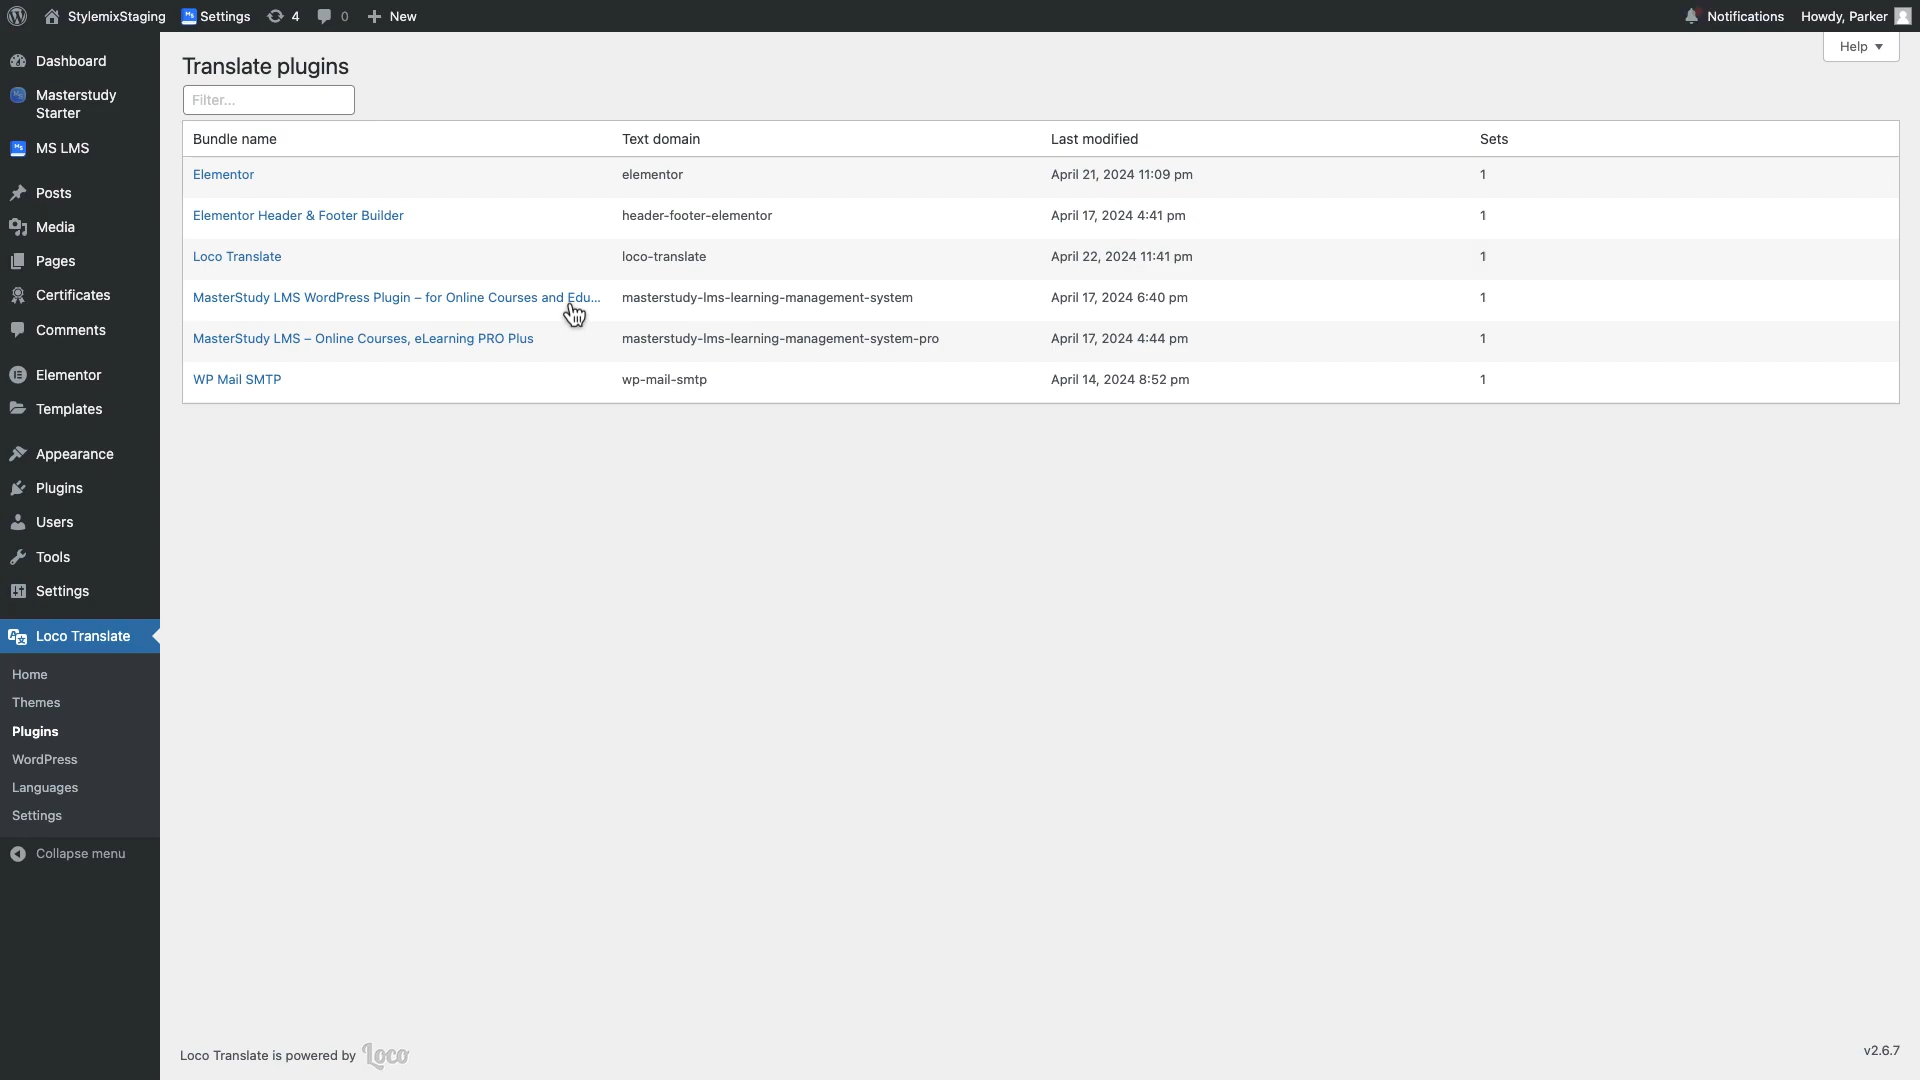 StylemixStaging Settings 4 0 New Notifications Howdy, Parker
Help
Dashboard
Masterstudy
Starter
MS LMS
Posts
Media
Pages
Certificates
Comments
Elementor
Templates
Appearance
Plugins
Users
Tools
Settings
Loco Translate
Home
Themes
Plugins
WordPress
Languages
Settings
Collapse menu
Translate plugins
Filter...
Bundle name Text domain Last modified Sets
Elementor elementor April 21, 2024 11:09 pm 1
Elementor Header & Footer Builder header-footer-elementor April 17, 2024 4:41 pm 1
Loco Translate loco-translate April 22, 2024 11:41 pm 1
MasterStudy LMS WordPress Plugin – for Online Courses and Edu... masterstudy-lms-learning-management-system April 17, 2024 6:40 pm 1
MasterStudy LMS – Online Courses, eLearning PRO Plus masterstudy-lms-learning-management-system-pro April 17, 2024 4:44 pm 1
WP Mail SMTP wp-mail-smtp April 14, 2024 8:52 pm 1
Loco Translate is powered by Loco
v2.6.7